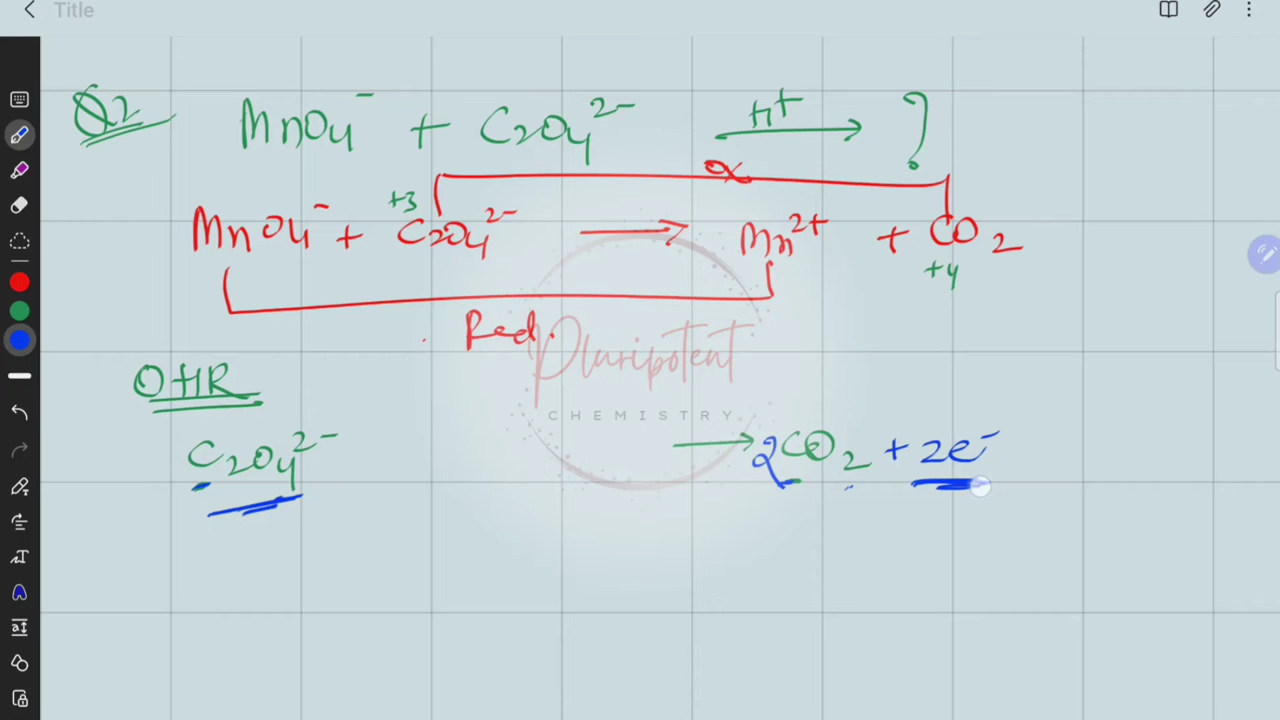 Title
Q2 MnO4⁻ + C2O4²⁻ H⁺ → ?
Ox
+3
MnO4⁻ + C2O4²⁻ → Mn²⁺ + CO2
+4
Red.
Pluripotent
CHEMISTRY
OHR
C2O4²⁻ → 2CO2 + 2e⁻